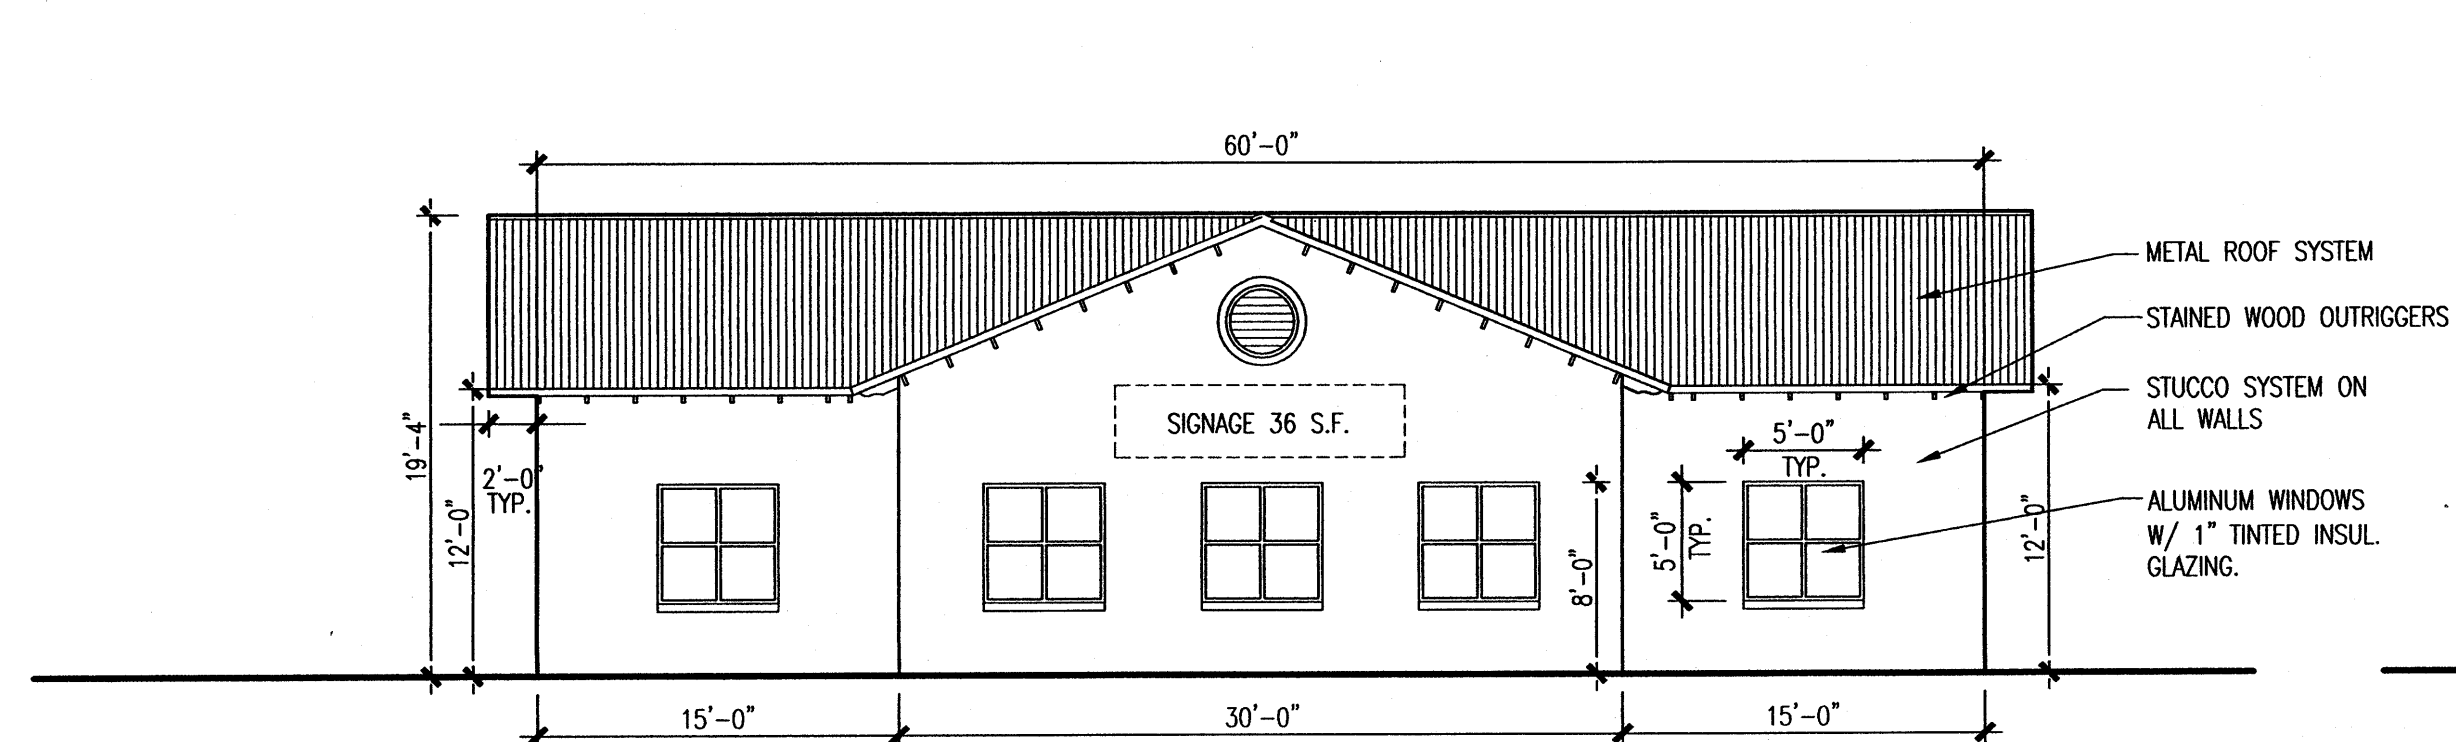 60'-0"
METAL ROOF SYSTEM
STAINED WOOD OUTRIGGERS
STUCCO SYSTEM ON
ALL WALLS
SIGNAGE 36 S.F.
5'-0"
TYP.
19'-4"
2'-0"
TYP.
12'-0"
8'-0"
5'-0"
TYP.
12'-0"
ALUMINUM WINDOWS
W/ 1" TINTED INSUL.
GLAZING.
15'-0"
30'-0"
15'-0"